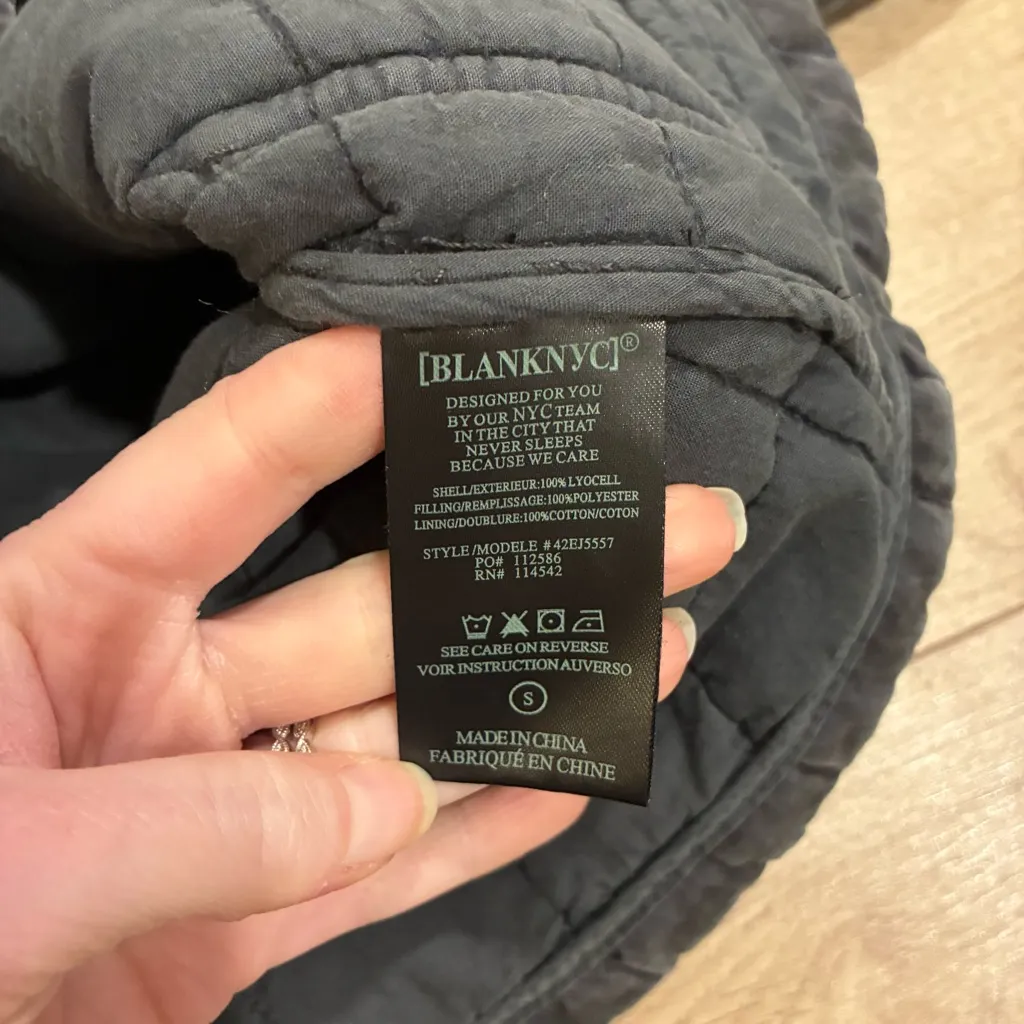 [BLANKNYC]®
DESIGNED FOR YOU
BY OUR NYC TEAM
IN THE CITY THAT
NEVER SLEEPS
BECAUSE WE CARE
SHELL/EXTERIEUR:100% LYOCELL
FILLING/REMPLISSAGE:100%POLYESTER
LINING/DOUBLURE:100%COTTON/COTON
STYLE/MODELE #42EJ5557
PO# 112586
RN# 114542
SEE CARE ON REVERSE
VOIR INSTRUCTION AUVERSO
S
MADE IN CHINA
FABRIQUÉ EN CHINE